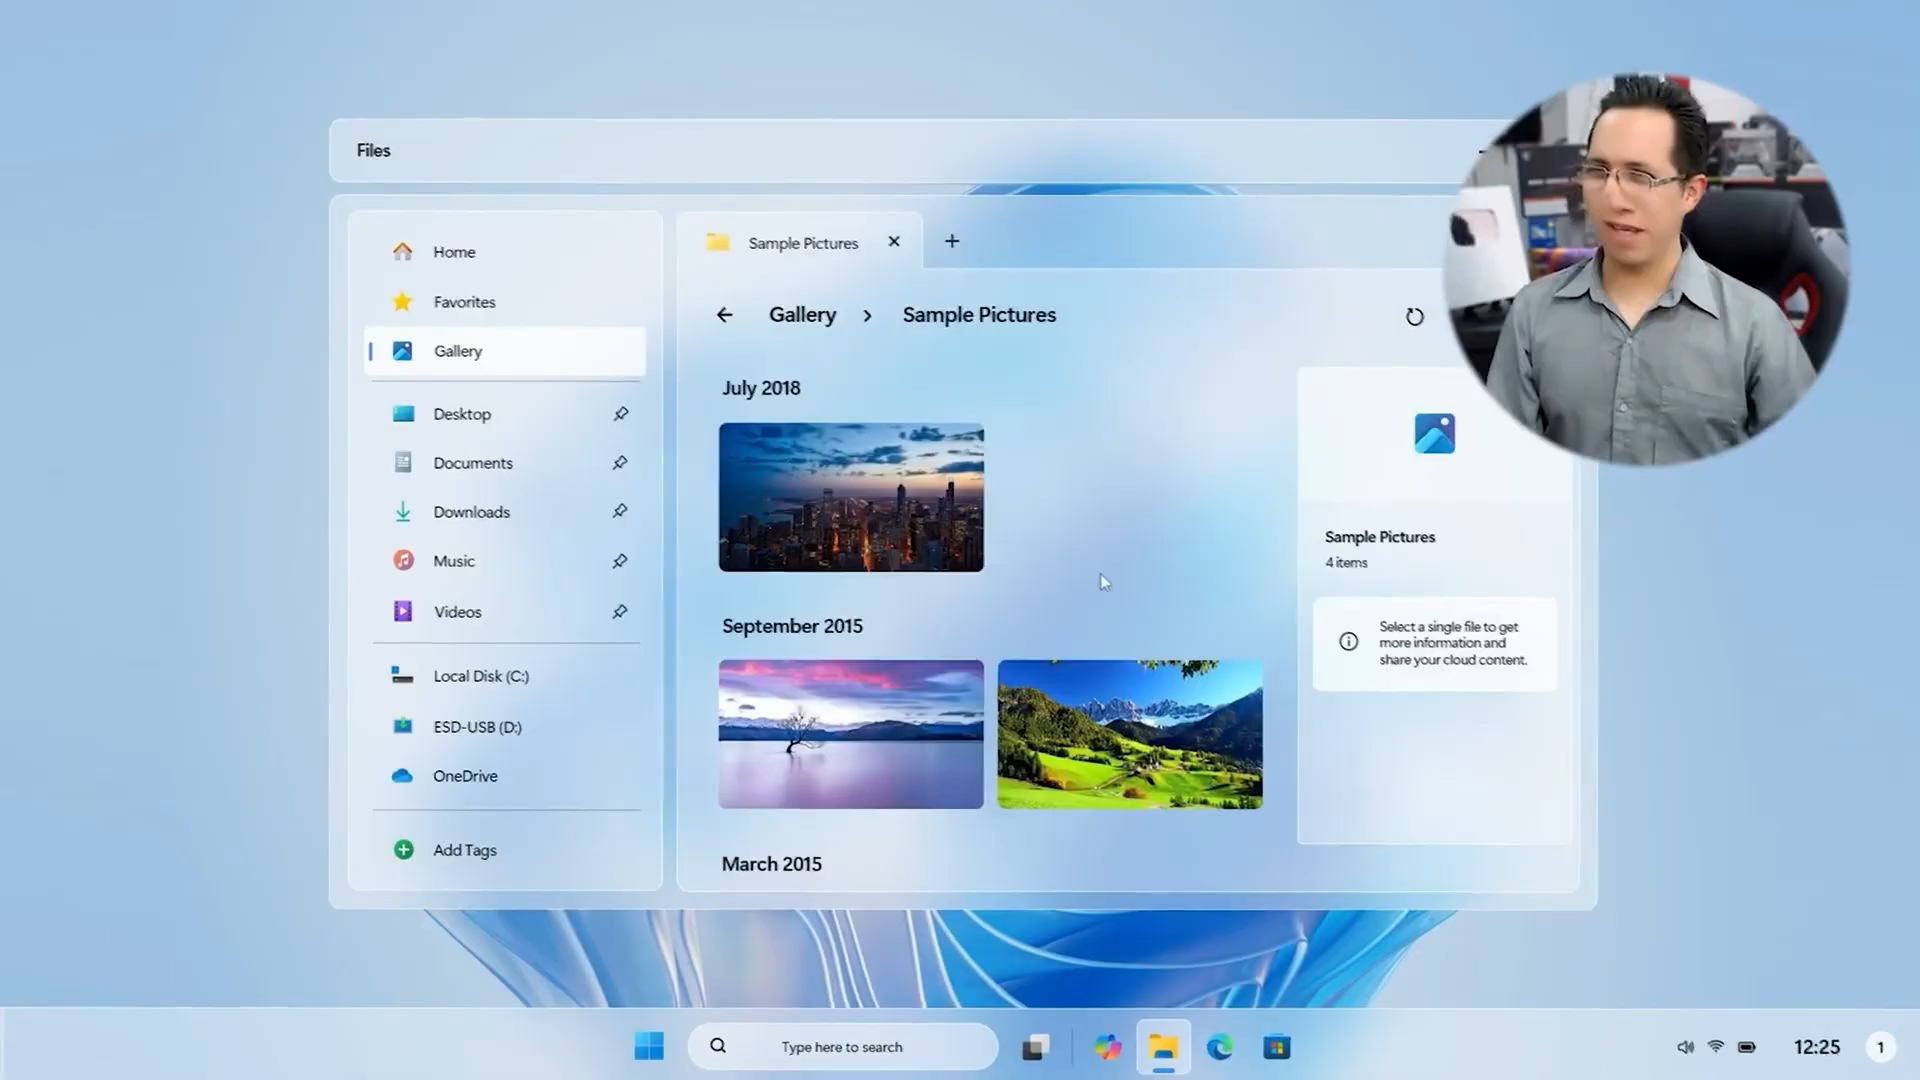 Files
Home
Favorites
Gallery
Desktop
Documents
Downloads
Music
Videos
Local Disk (C:)
ESD-USB (D:)
OneDrive
Add Tags
Sample Pictures
Gallery > Sample Pictures
July 2018
September 2015
March 2015
Sample Pictures
4 items
Select a single file to get
more information and
share your cloud content.
Type here to search
12:25
1